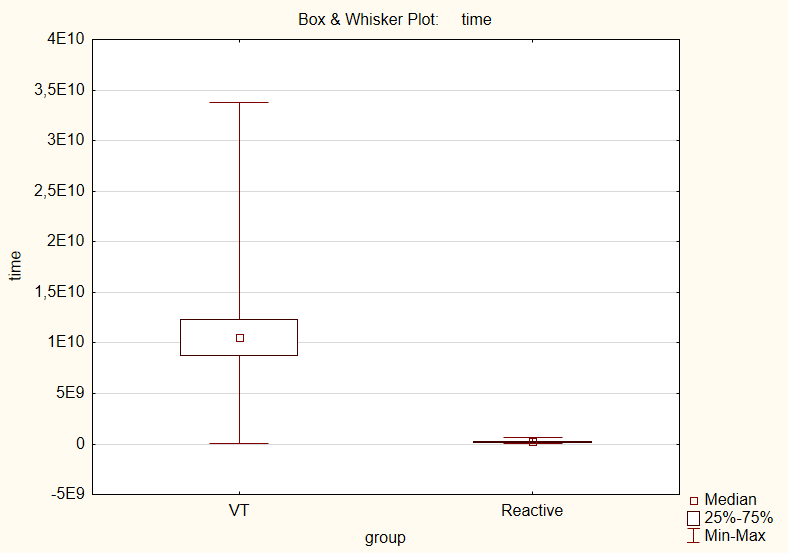 Box & Whisker Plot: time
4E10
3,5E10
3E10
2,5E10
2E10
1,5E10
1E10
5E9
0
-5E9
time
VT Reactive
group
Median
25%-75%
Min-Max